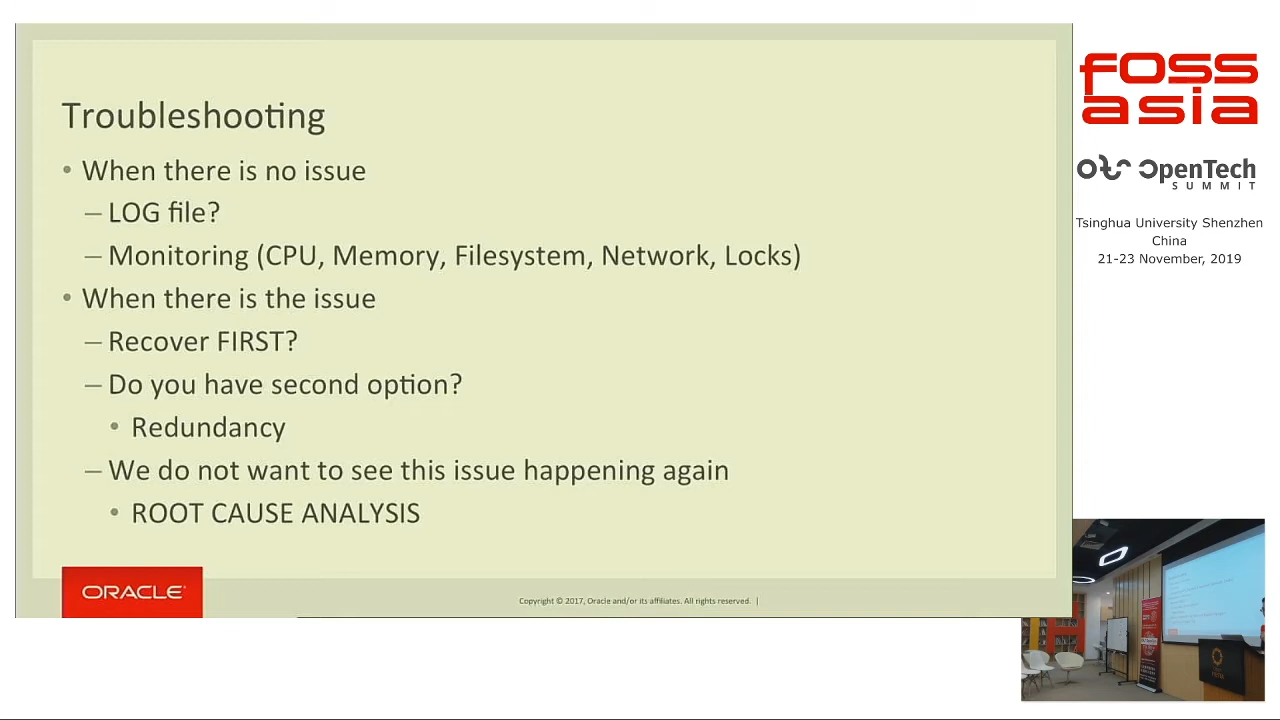 Troubleshooting
• When there is no issue
– LOG file?
– Monitoring (CPU, Memory, Filesystem, Network, Locks)
• When there is the issue
– Recover FIRST?
– Do you have second option?
• Redundancy
– We do not want to see this issue happening again
• ROOT CAUSE ANALYSIS
ORACLE
Copyright © 2017, Oracle and/or its affiliates. All rights reserved. |
FOSS
asia
OpenTech
SUMMIT
Tsinghua University Shenzhen
China
21-23 November, 2019